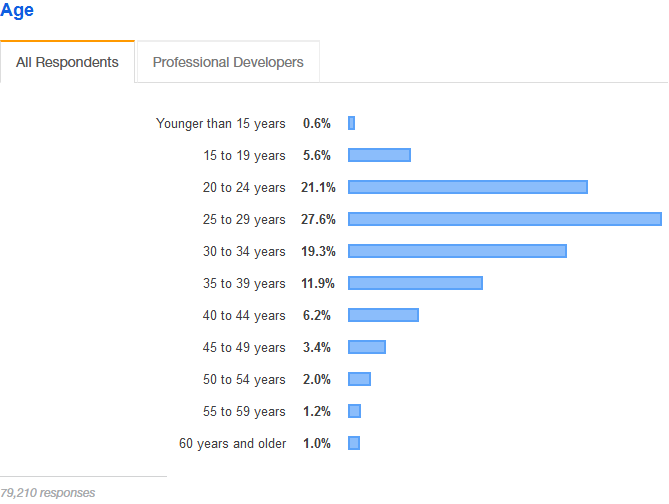 Age
All Respondents Professional Developers
Younger than 15 years 0.6%
15 to 19 years 5.6%
20 to 24 years 21.1%
25 to 29 years 27.6%
30 to 34 years 19.3%
35 to 39 years 11.9%
40 to 44 years 6.2%
45 to 49 years 3.4%
50 to 54 years 2.0%
55 to 59 years 1.2%
60 years and older 1.0%
79,210 responses